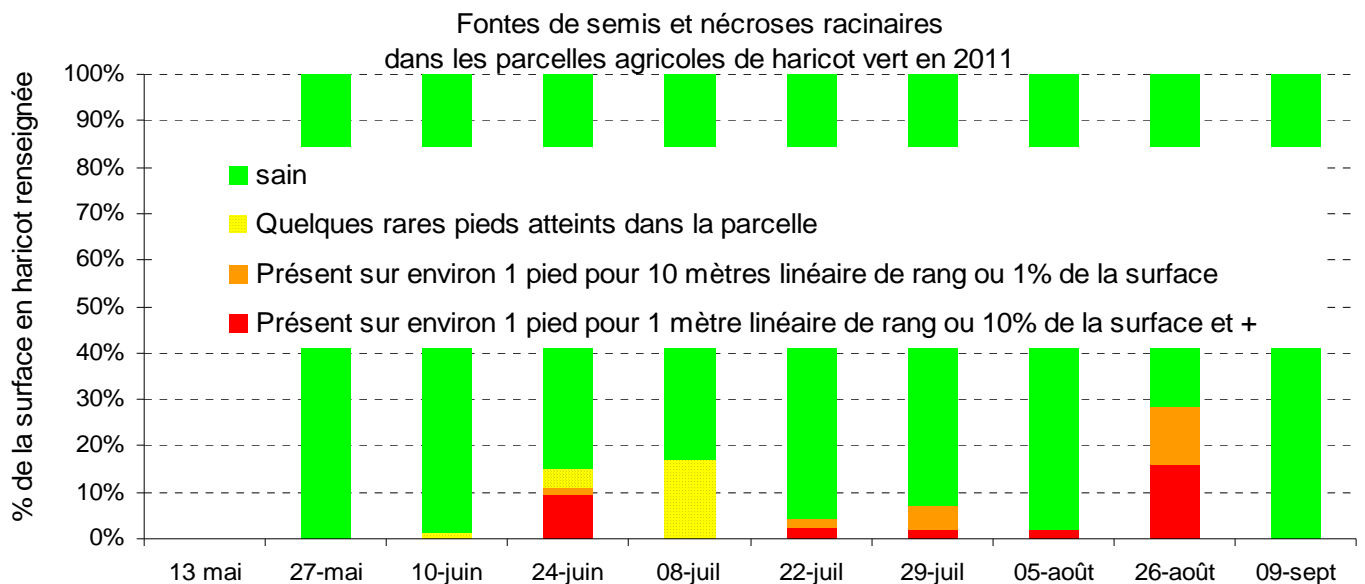 Fontes de semis et nécroses racinaires
dans les parcelles agricoles de haricot vert en 2011
% de la surface en haricot renseignée
100%
90%
80%
70%
60%
50%
40%
30%
20%
10%
0%
sain
Quelques rares pieds atteints dans la parcelle
Présent sur environ 1 pied pour 10 mètres linéaire de rang ou 1% de la surface
Présent sur environ 1 pied pour 1 mètre linéaire de rang ou 10% de la surface et +
13 mai 27-mai 10-juin 24-juin 08-juil 22-juil 29-juil 05-août 26-août 09-sept